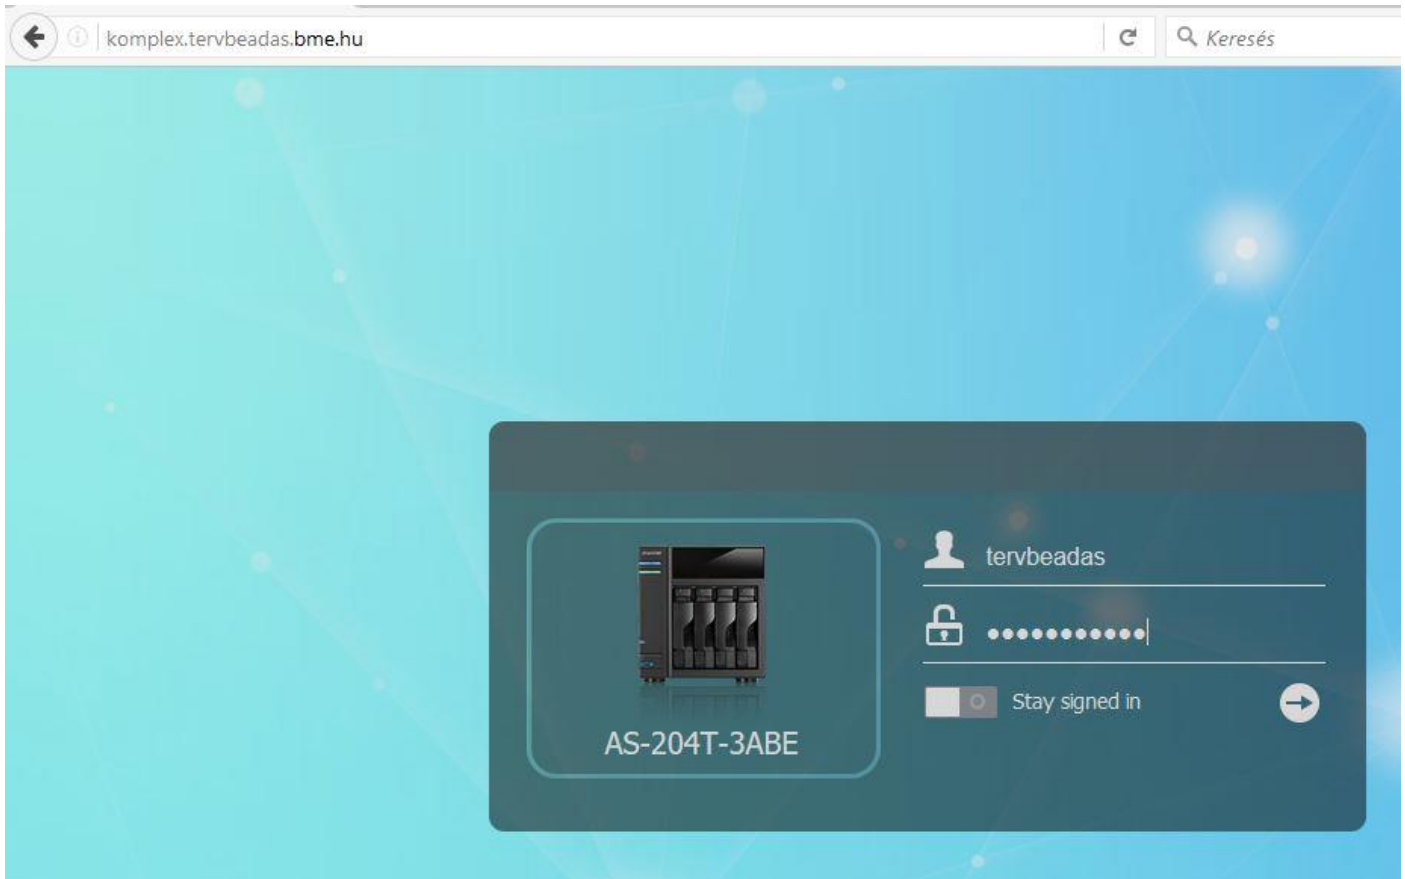 komplex.tervbeadas.bme.hu
Keresés
tervbeadas
●●●●●●●●●●●
Stay signed in
AS-204T-3ABE